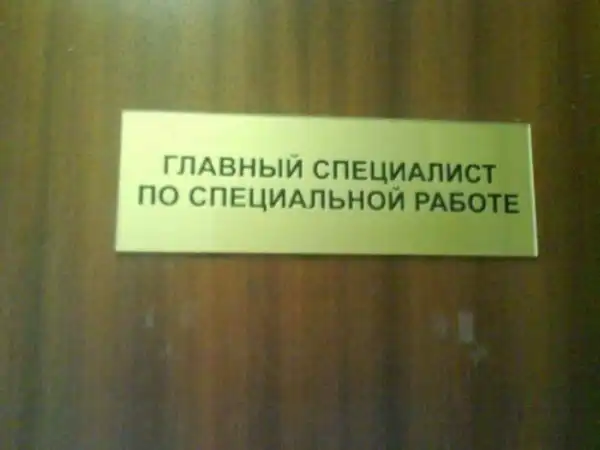 ГЛАВНЫЙ СПЕЦИАЛИСТ
ПО СПЕЦИАЛЬНОЙ РАБОТЕ